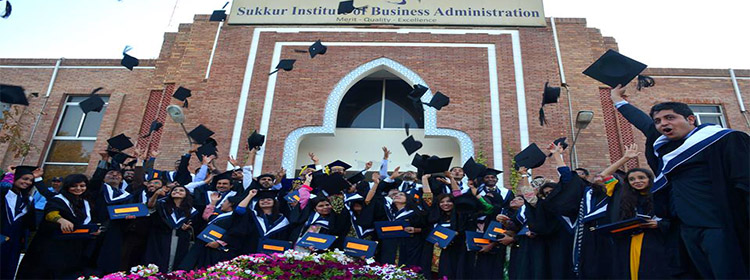 Sukkur Institute of Business Administration
Merit - Quality - Excellence